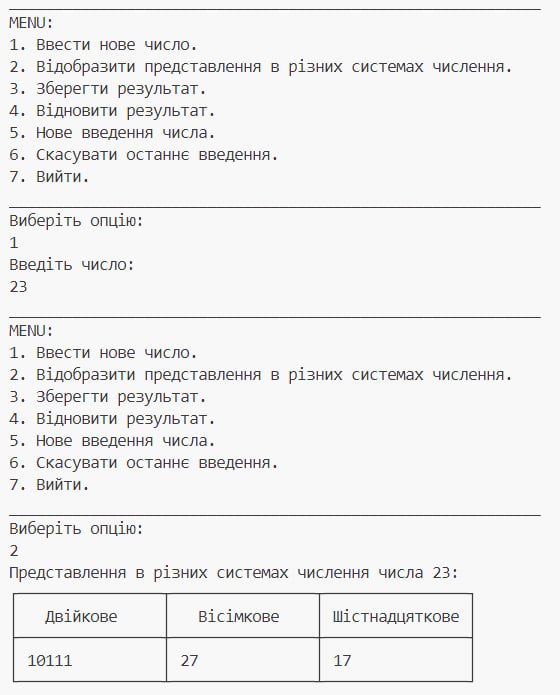 MENU:
1. Ввести нове число.
2. Відобразити представлення в різних системах числення.
3. Зберегти результат.
4. Відновити результат.
5. Нове введення числа.
6. Скасувати останнє введення.
7. Вийти.
Виберіть опцію:
1
Введіть число:
23
MENU:
1. Ввести нове число.
2. Відобразити представлення в різних системах числення.
3. Зберегти результат.
4. Відновити результат.
5. Нове введення числа.
6. Скасувати останнє введення.
7. Вийти.
Виберіть опцію:
2
Представлення в різних системах числення числа 23:
Двійкове Вісімкове Шістнадцяткове
10111 27 17